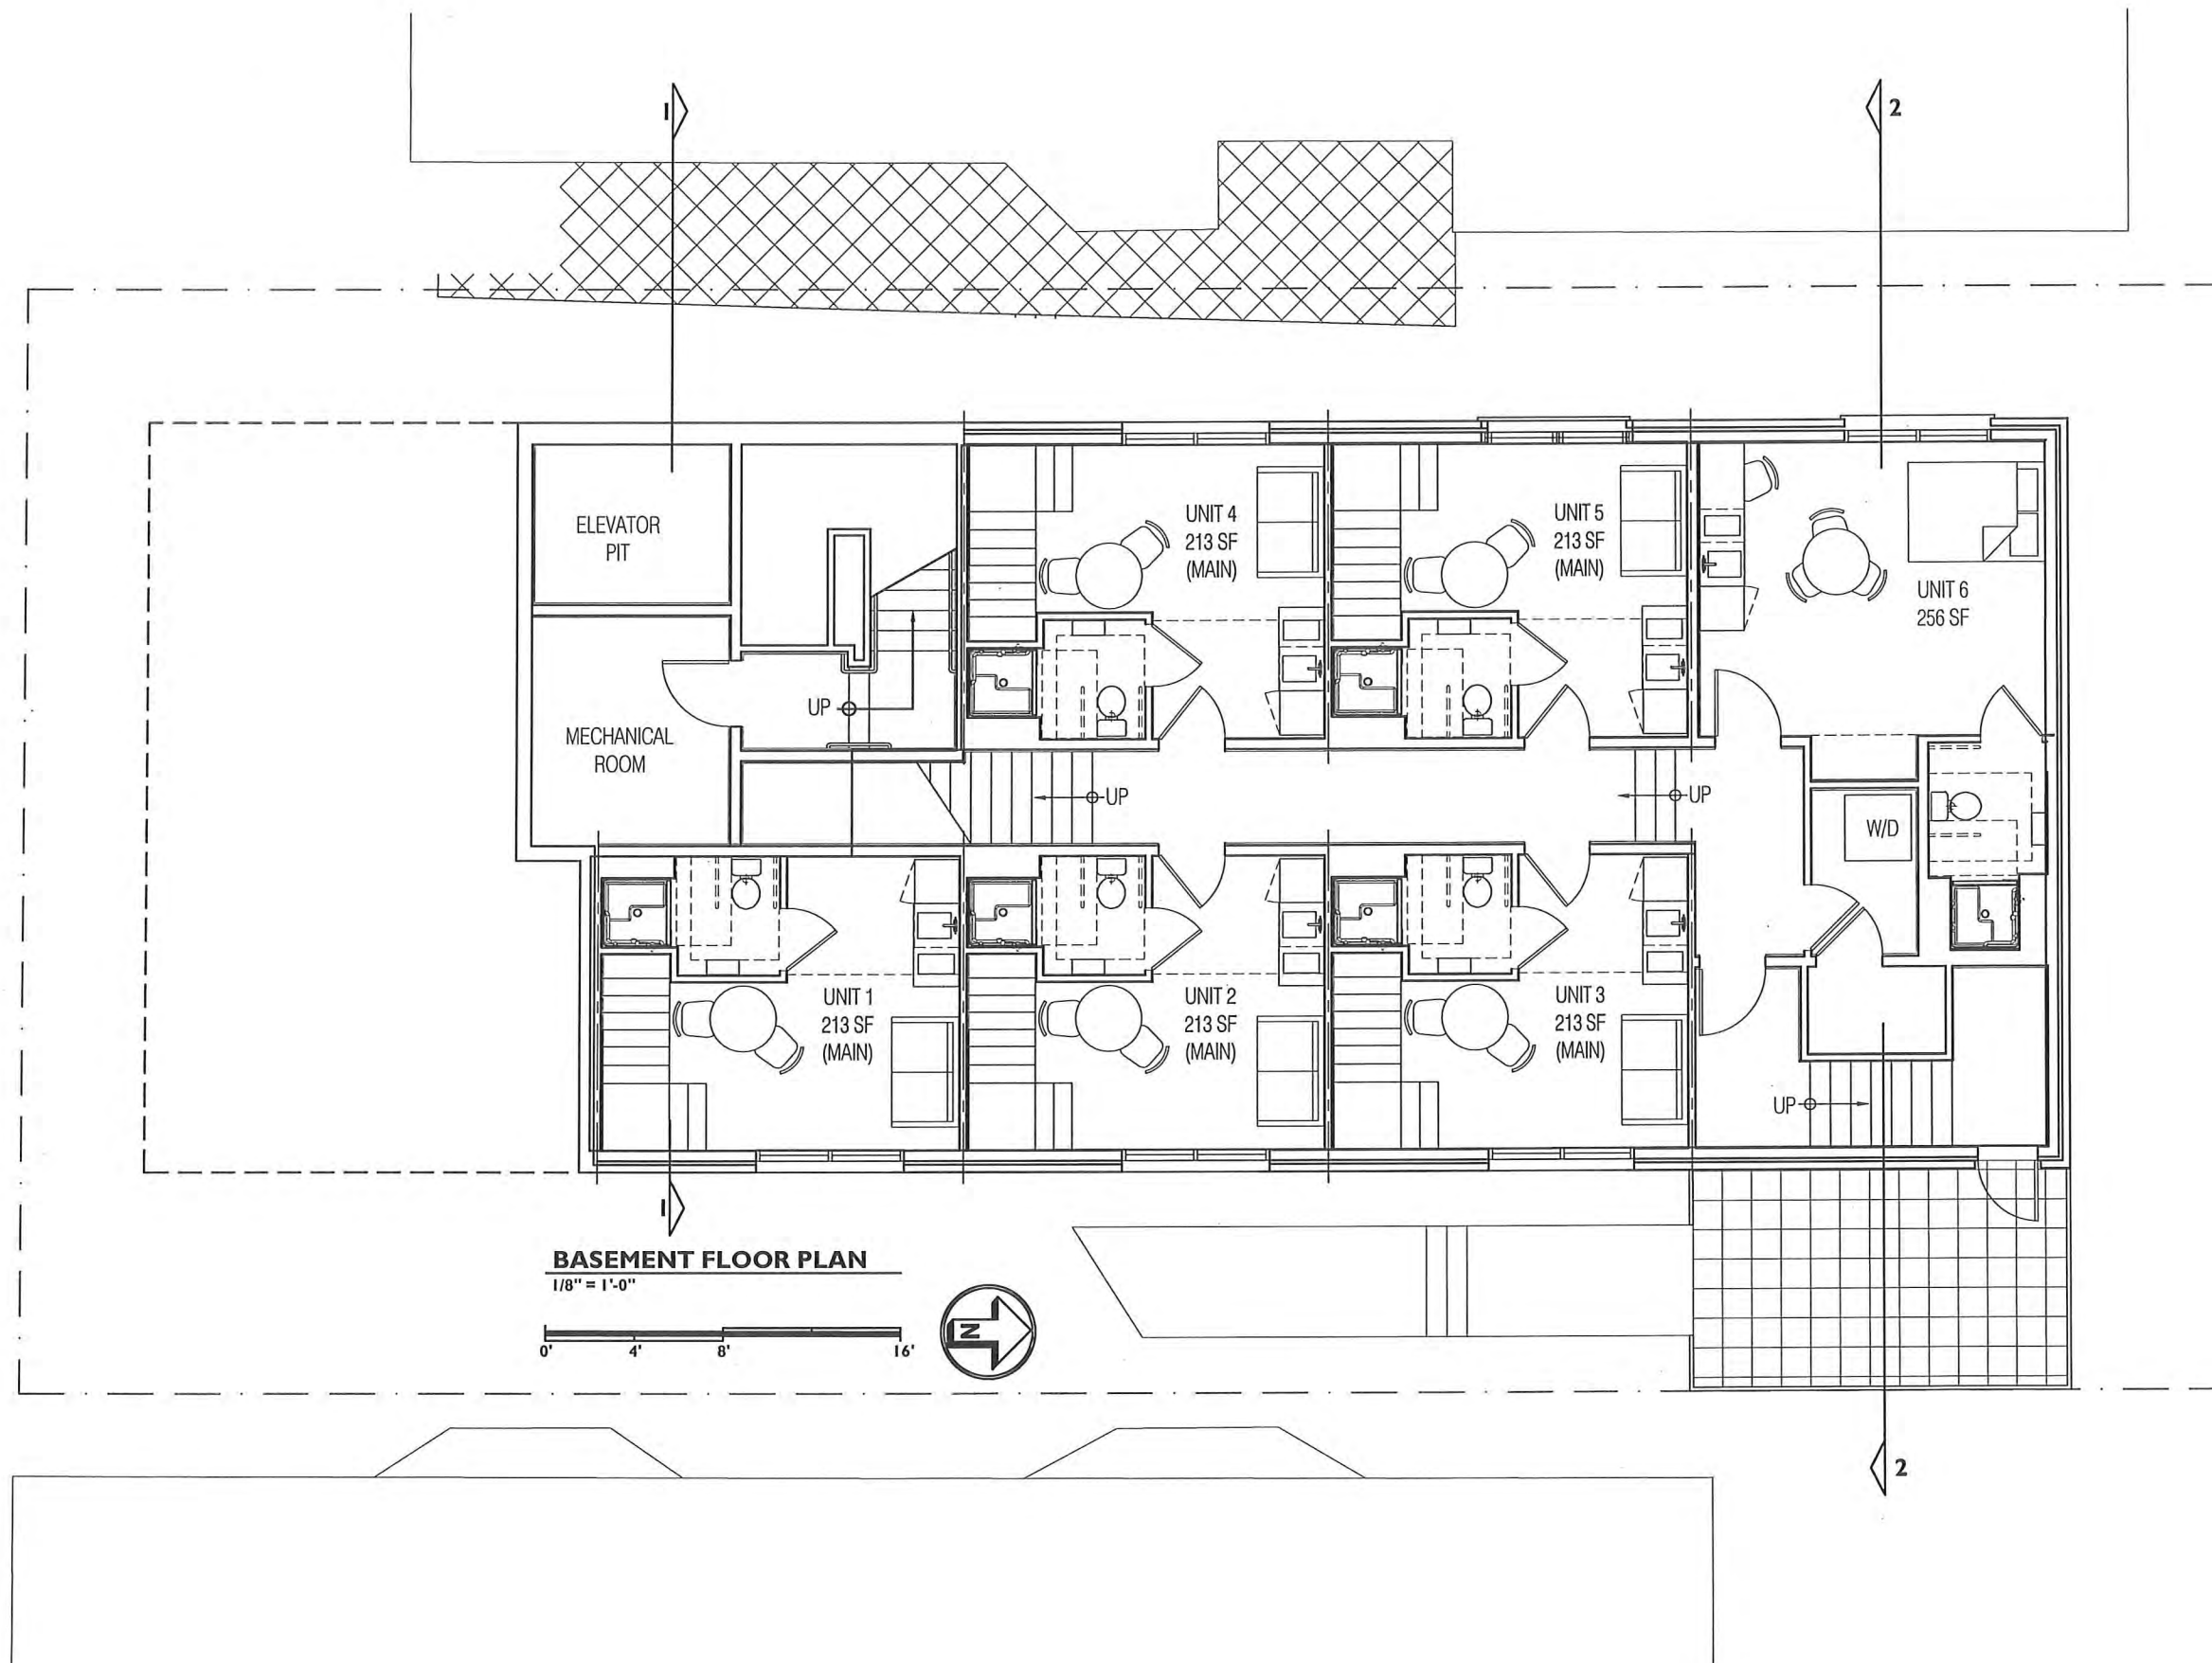 1
2
ELEVATOR
PIT
UNIT 4
213 SF
(MAIN)
UNIT 5
213 SF
(MAIN)
UNIT 6
256 SF
MECHANICAL
ROOM
UP
UP
UP
W/D
UNIT 1
213 SF
(MAIN)
UNIT 2
213 SF
(MAIN)
UNIT 3
213 SF
(MAIN)
UP
1
BASEMENT FLOOR PLAN
1/8" = 1'-0"
0' 4' 8' 16'
N
2